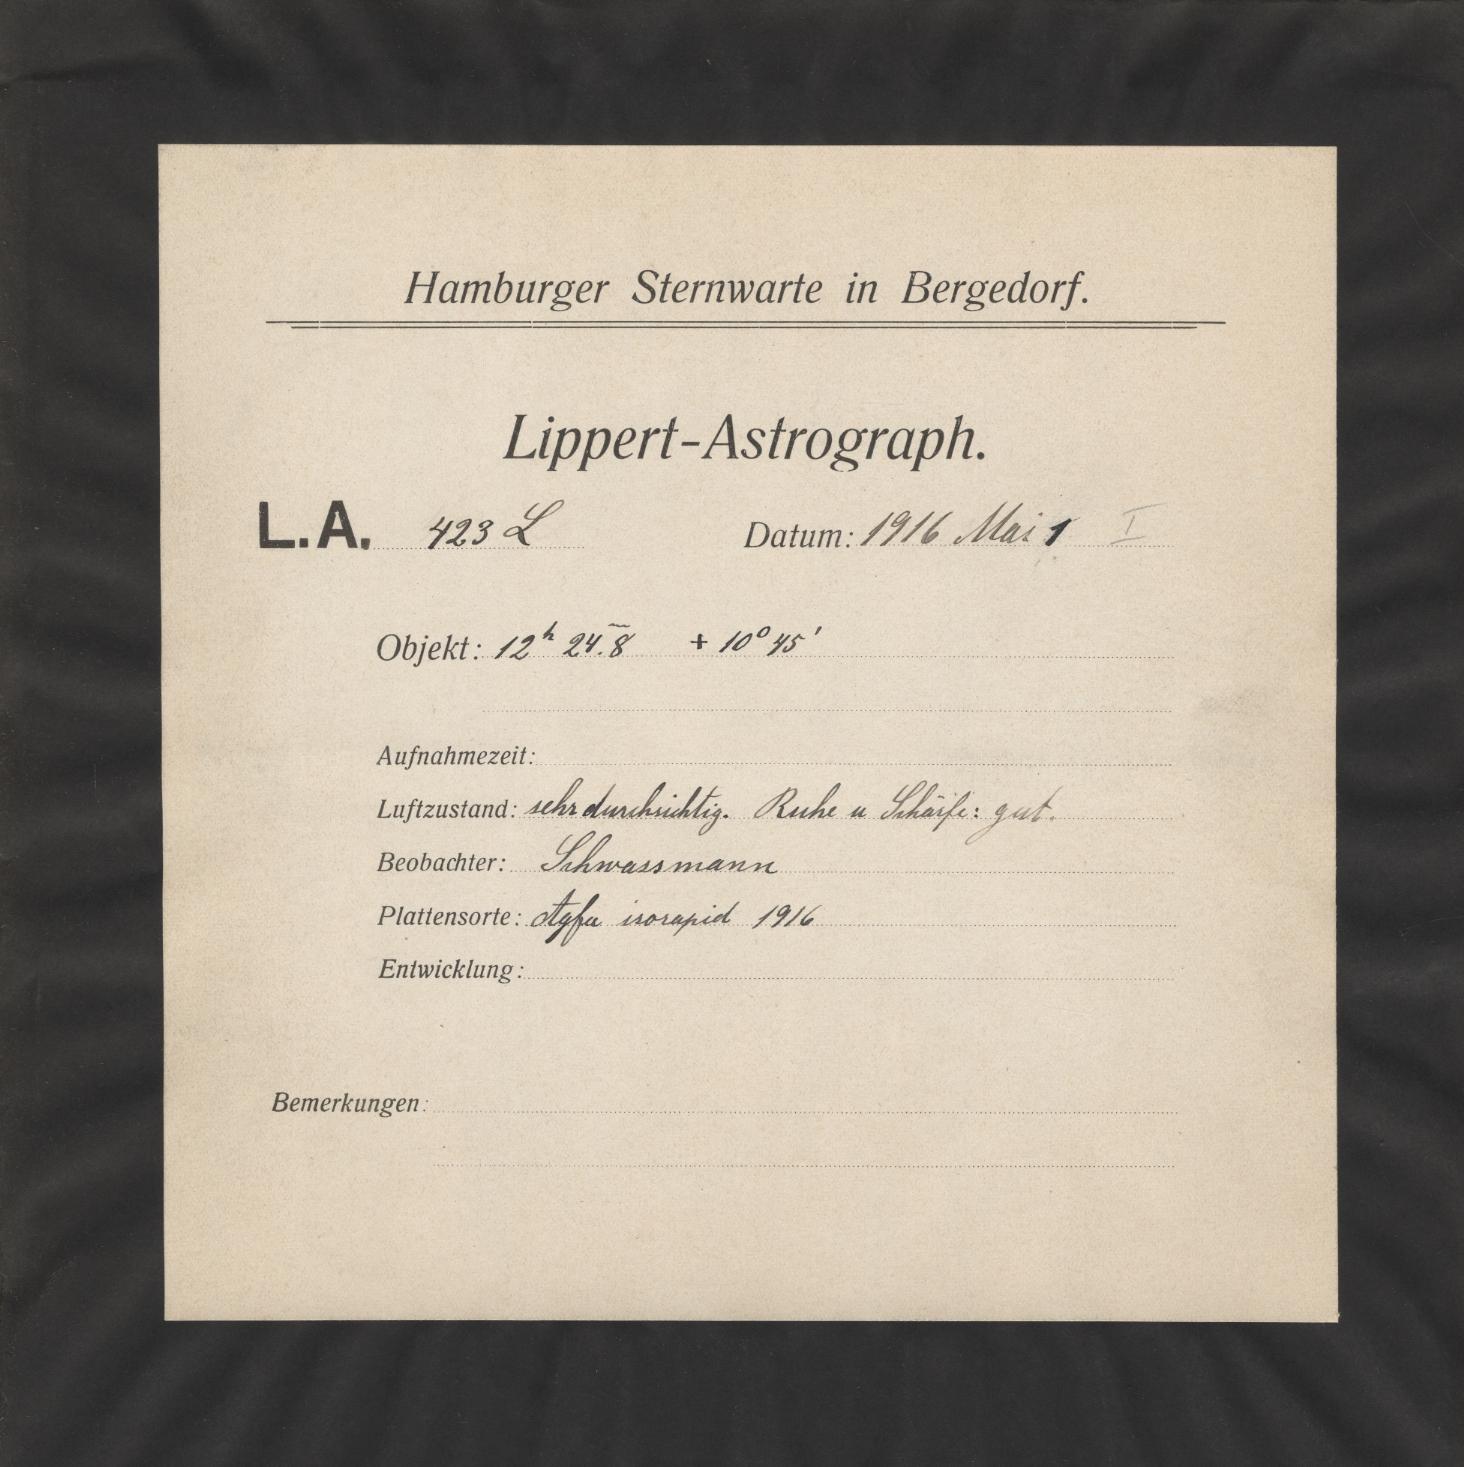 Hamburger Sternwarte in Bergedorf.
Lippert-Astrograph.
L.A. 423 L Datum: 1916 Mai 1 I
Objekt: 12ʰ 24.ᵐ8 + 10° 45'
Aufnahmezeit:
Luftzustand: sehr durchsichtig. Ruhe u Schärfe: gut.
Beobachter: Schwassmann
Plattensorte: Agfa isorapid 1916
Entwicklung:
Bemerkungen: